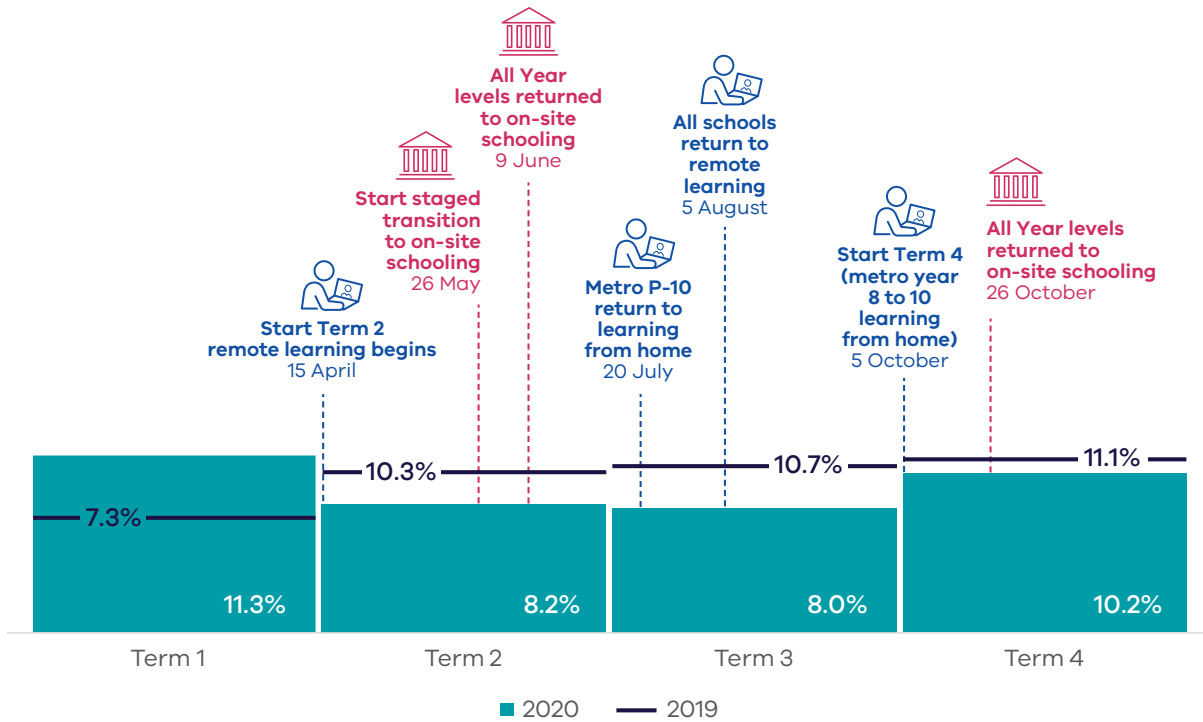 All Year
levels returned
to on-site
schooling
9 June
All schools
return to
remote
learning
5 August
Start staged
transition
to on-site
schooling
26 May
Start Term 2
remote learning begins
15 April
Metro P-10
return to
learning
from home
20 July
Start Term 4
(metro year
8 to 10
learning
from home)
5 October
All Year levels
returned to
on-site schooling
26 October
7.3%
10.3%
10.7%
11.1%
11.3%
8.2%
8.0%
10.2%
Term 1
Term 2
Term 3
Term 4
2020
2019